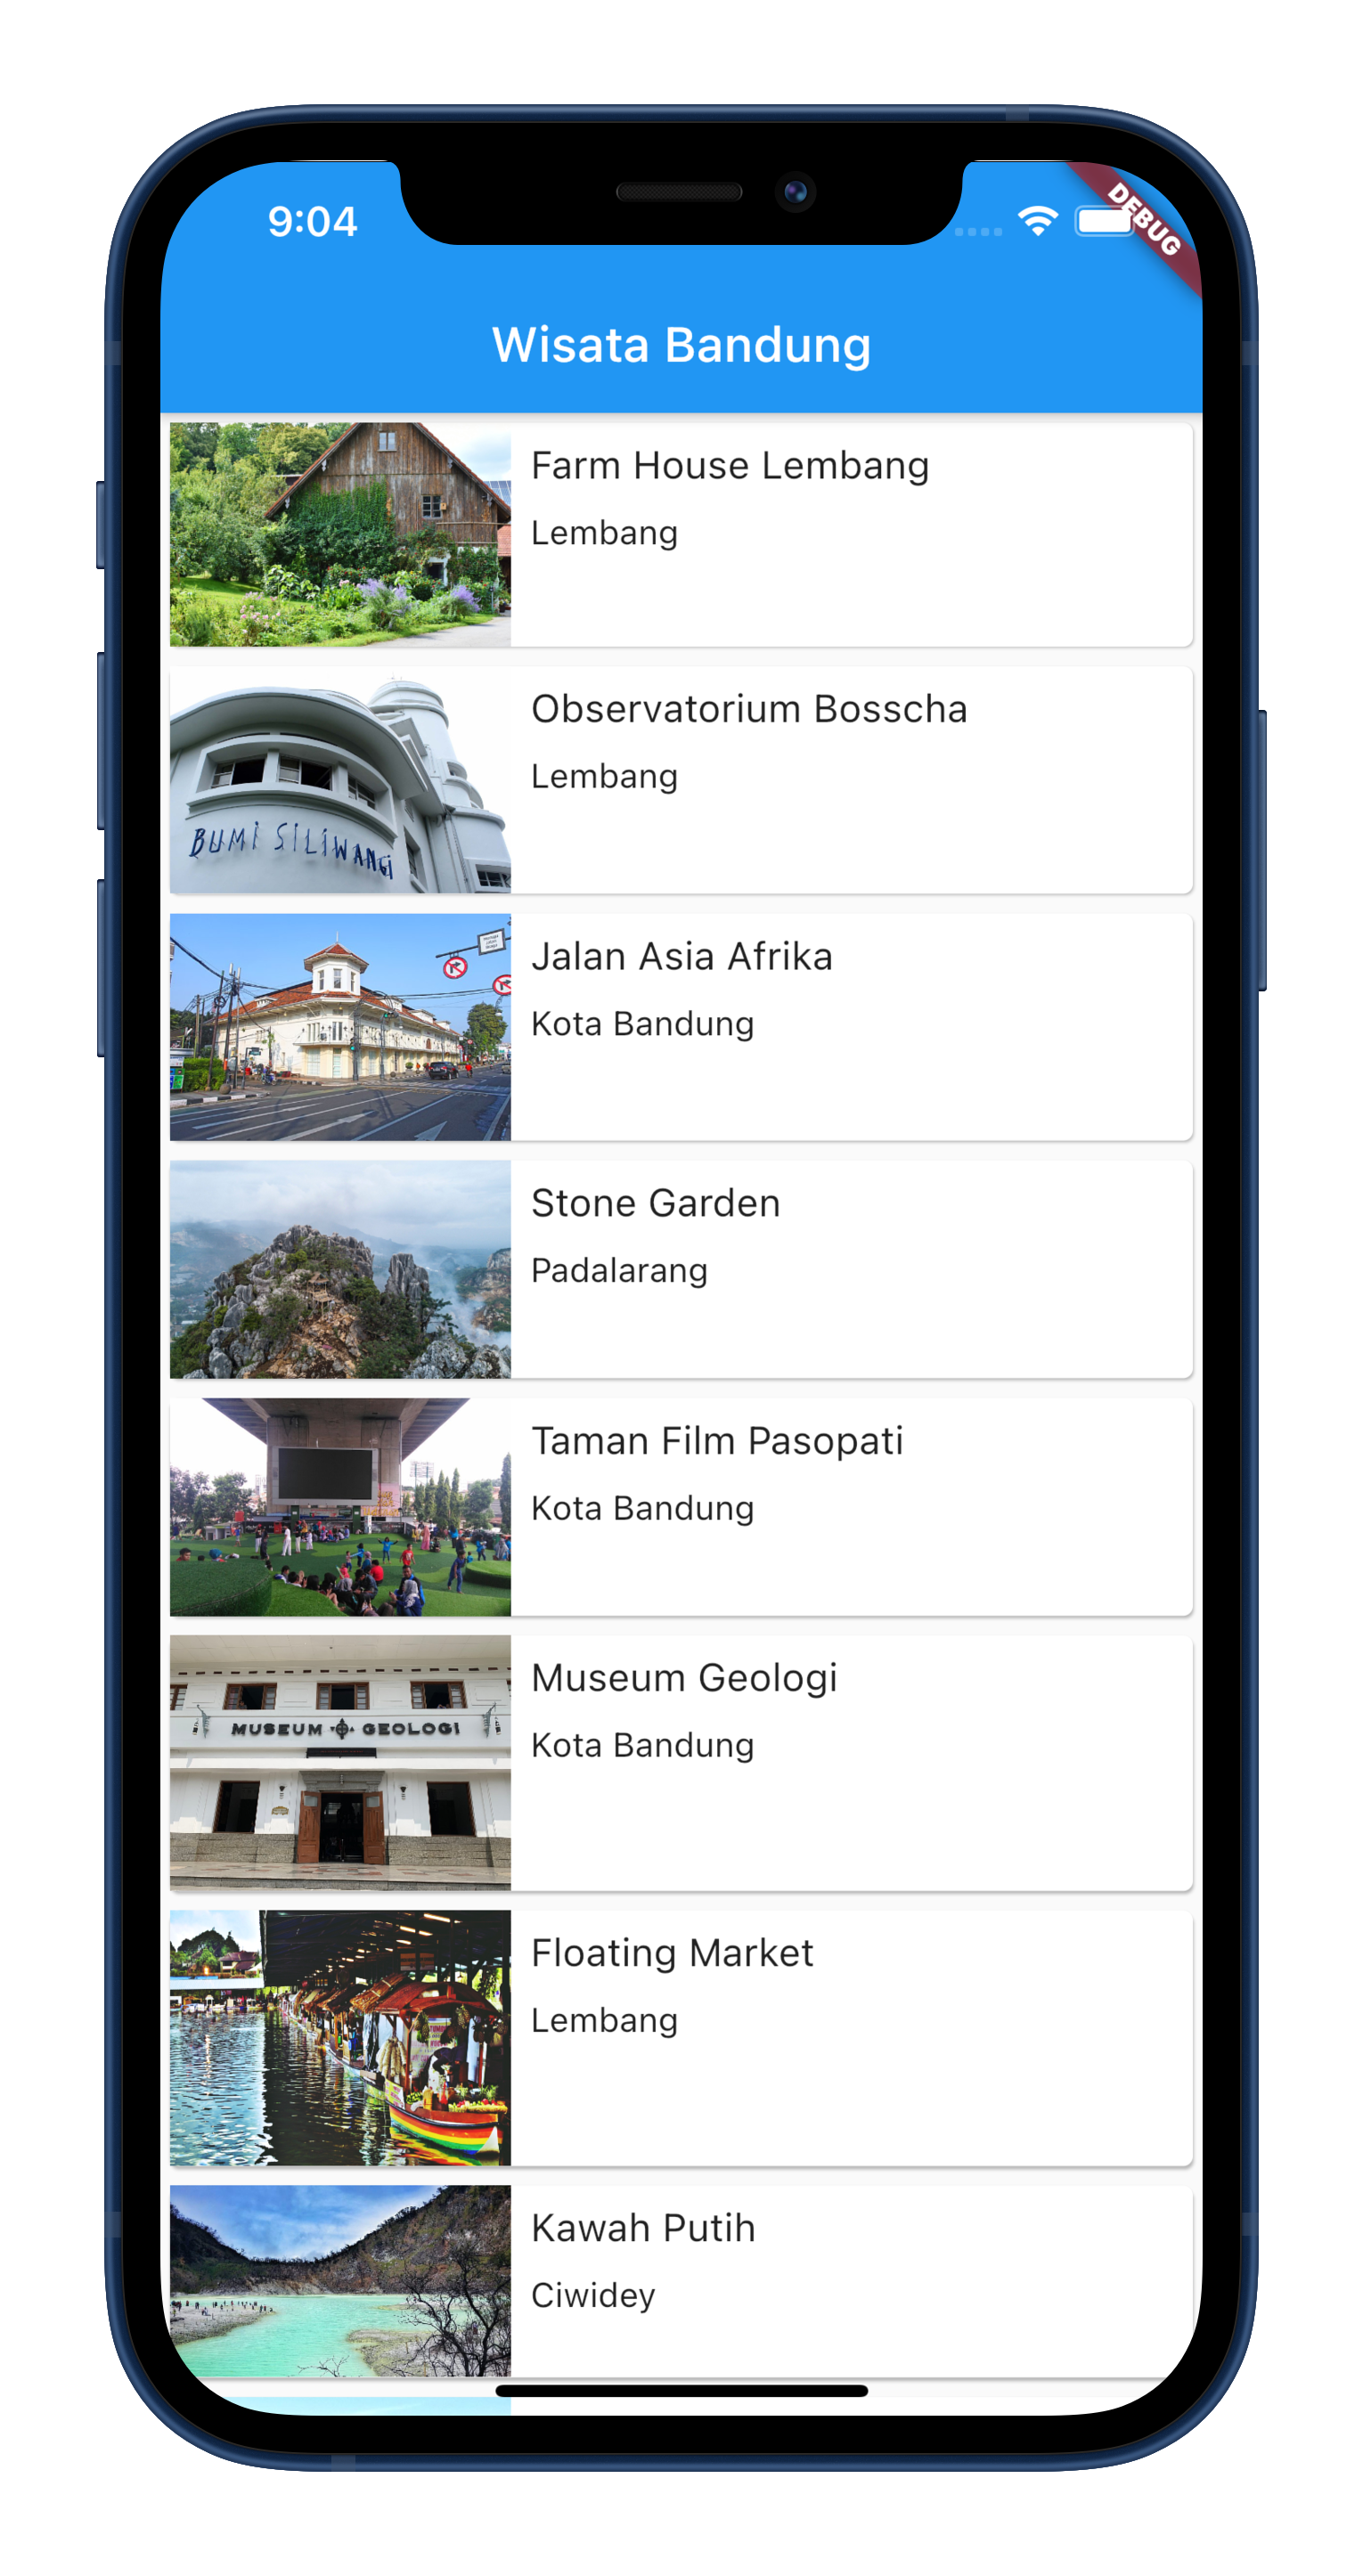 9:04
DEBUG
Wisata Bandung
Farm House Lembang
Lembang
Observatorium Bosscha
Lembang
BUMI SILIWANGI
Jalan Asia Afrika
Kota Bandung
Stone Garden
Padalarang
Taman Film Pasopati
Kota Bandung
Museum Geologi
Kota Bandung
MUSEUM GEOLOGI
Floating Market
Lembang
Kawah Putih
Ciwidey